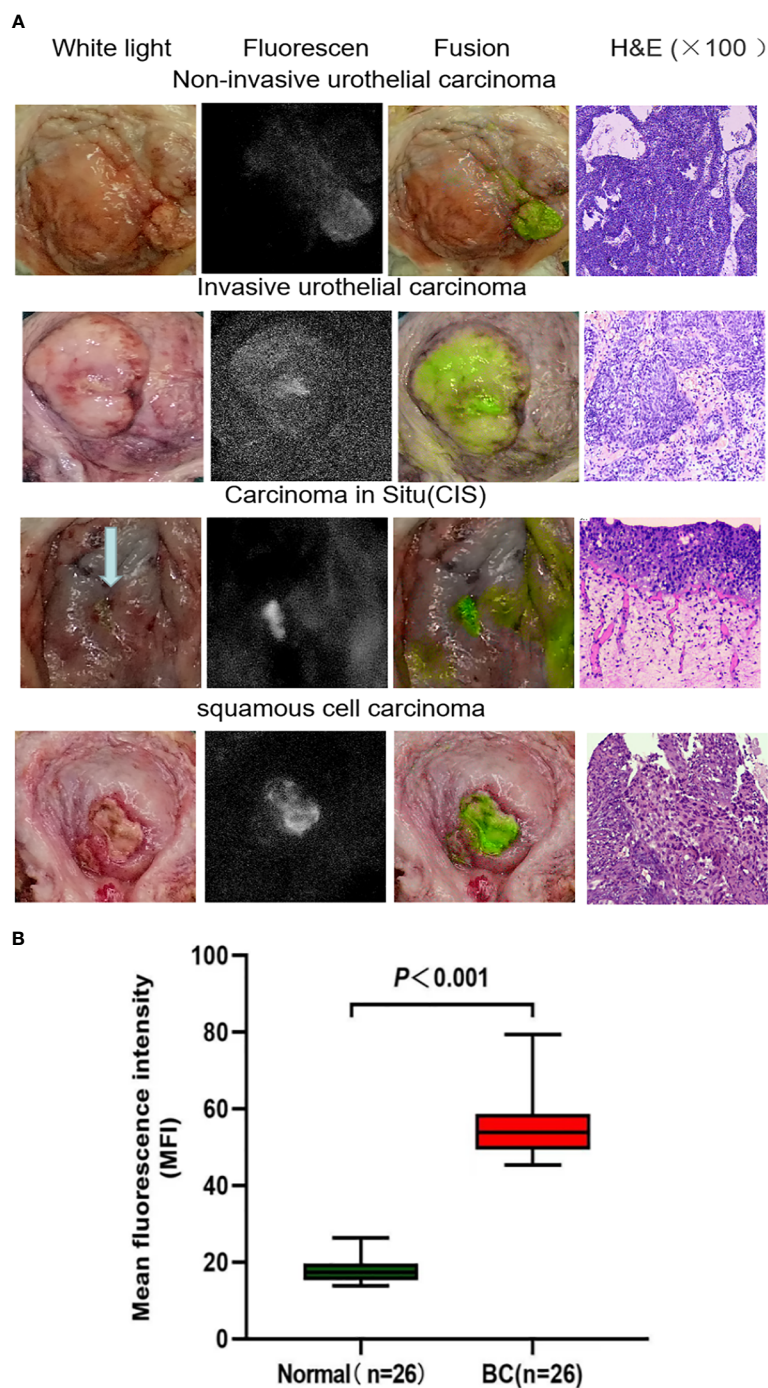 A
White light Fluorescen Fusion H&E (×100 )
Non-invasive urothelial carcinoma
Invasive urothelial carcinoma
Carcinoma in Situ(CIS)
squamous cell carcinoma
B
Mean fluorescence intensity
(MFI)
100
80
60
40
20
0
P<0.001
Normal( n=26) BC(n=26)